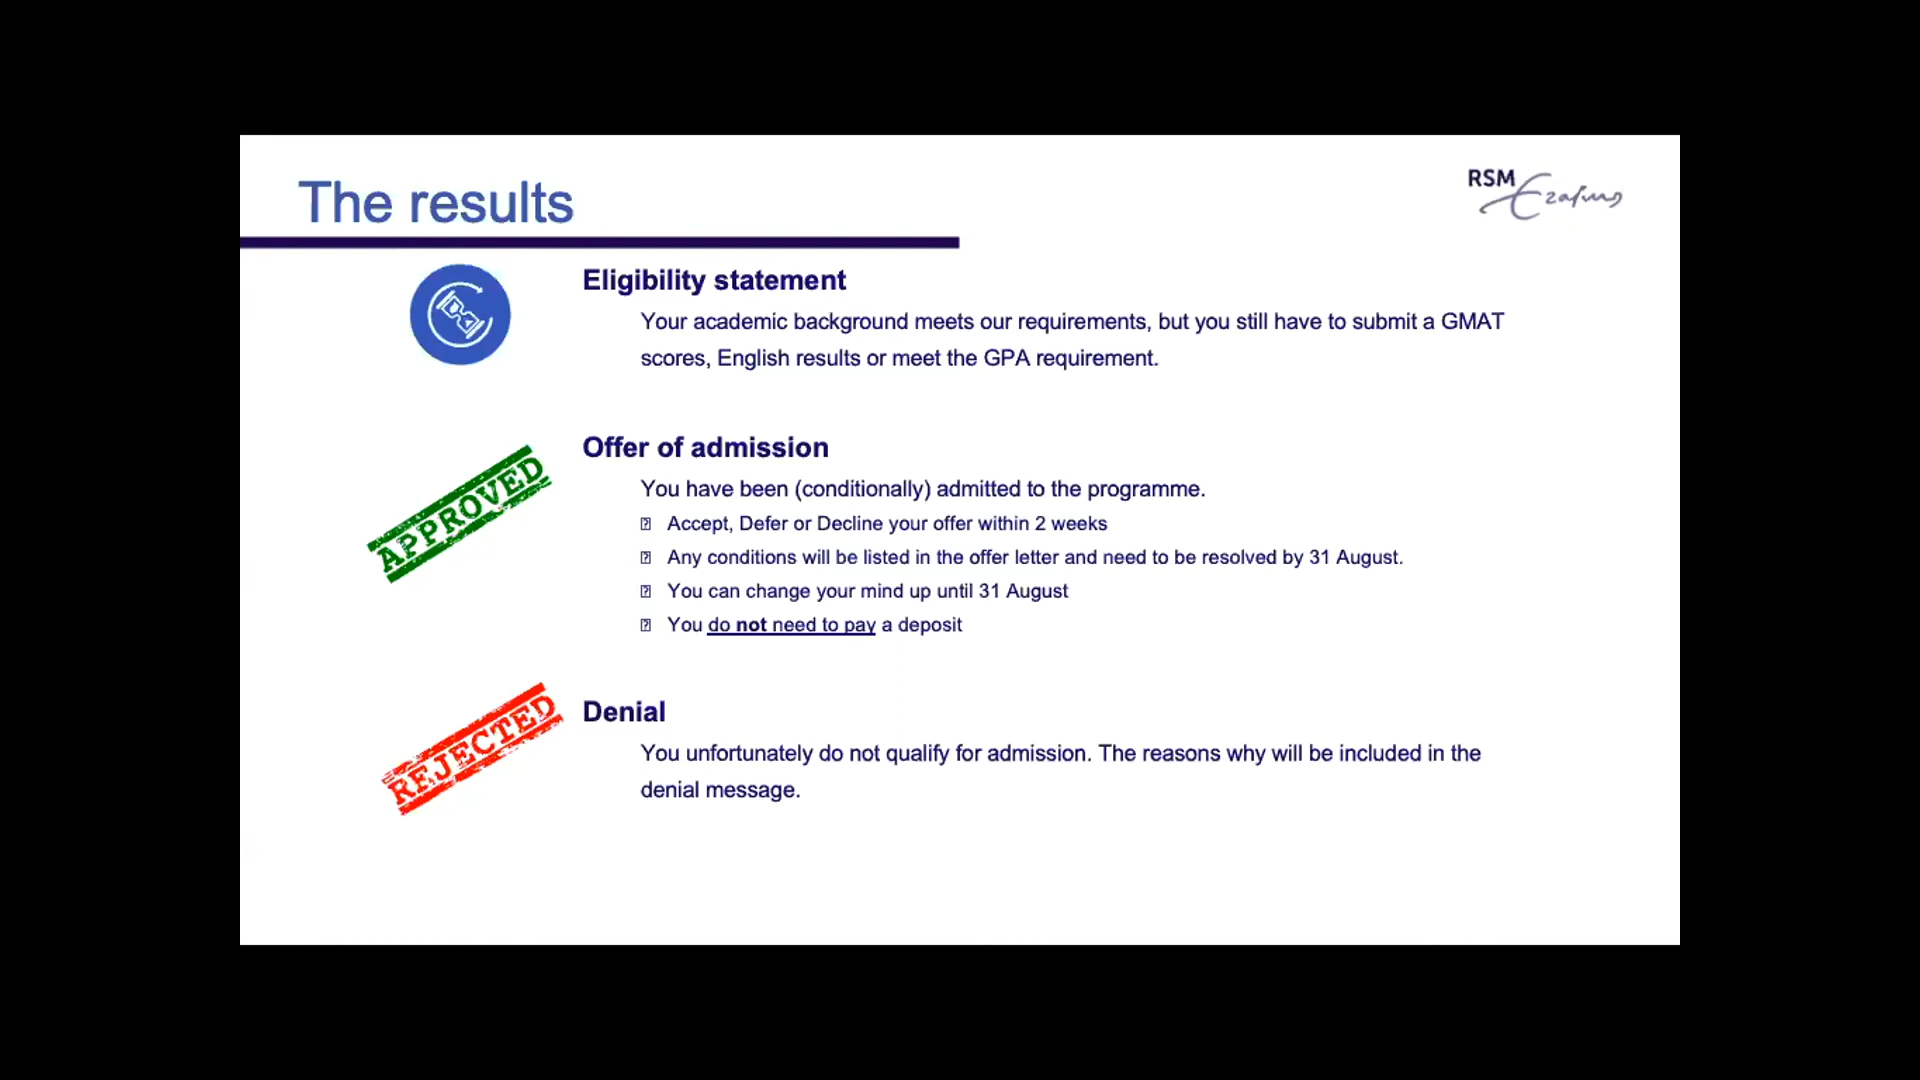 The results
RSM
Erasmus
Eligibility statement
Your academic background meets our requirements, but you still have to submit a GMAT
scores, English results or meet the GPA requirement.
APPROVED
Offer of admission
You have been (conditionally) admitted to the programme.
Accept, Defer or Decline your offer within 2 weeks
Any conditions will be listed in the offer letter and need to be resolved by 31 August.
You can change your mind up until 31 August
You do not need to pay a deposit
REJECTED
Denial
You unfortunately do not qualify for admission. The reasons why will be included in the
denial message.